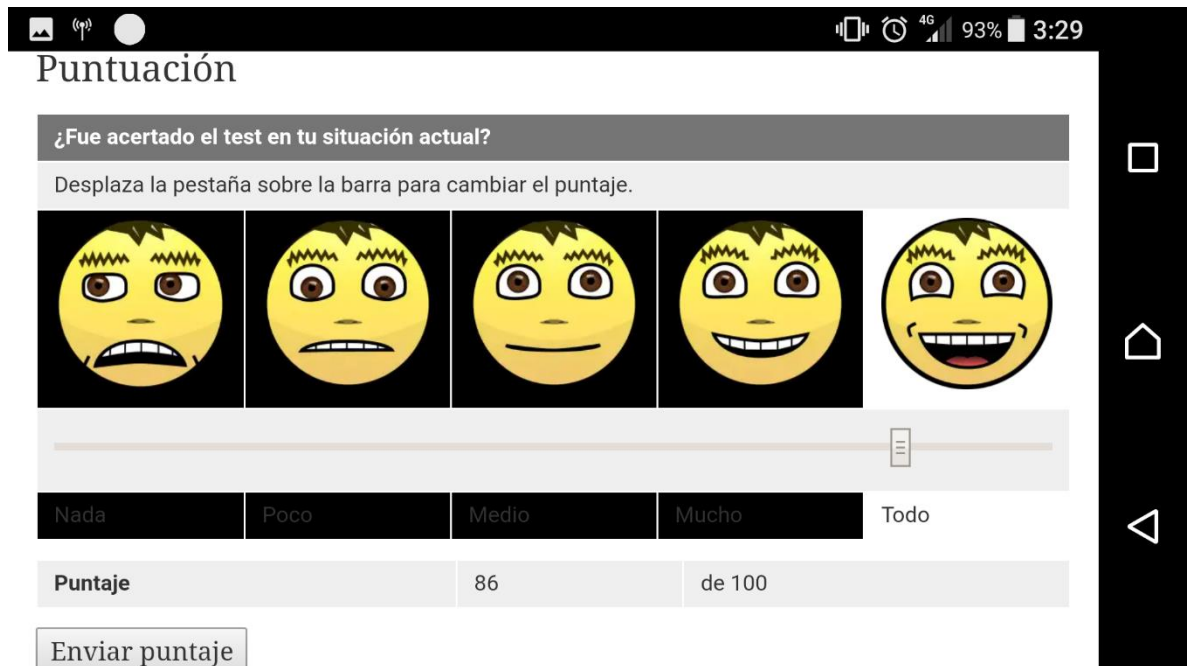 4G 93% 3:29
Puntuación
¿Fue acertado el test en tu situación actual?
Desplaza la pestaña sobre la barra para cambiar el puntaje.
Nada Poco Medio Mucho Todo
Puntaje 86 de 100
Enviar puntaje